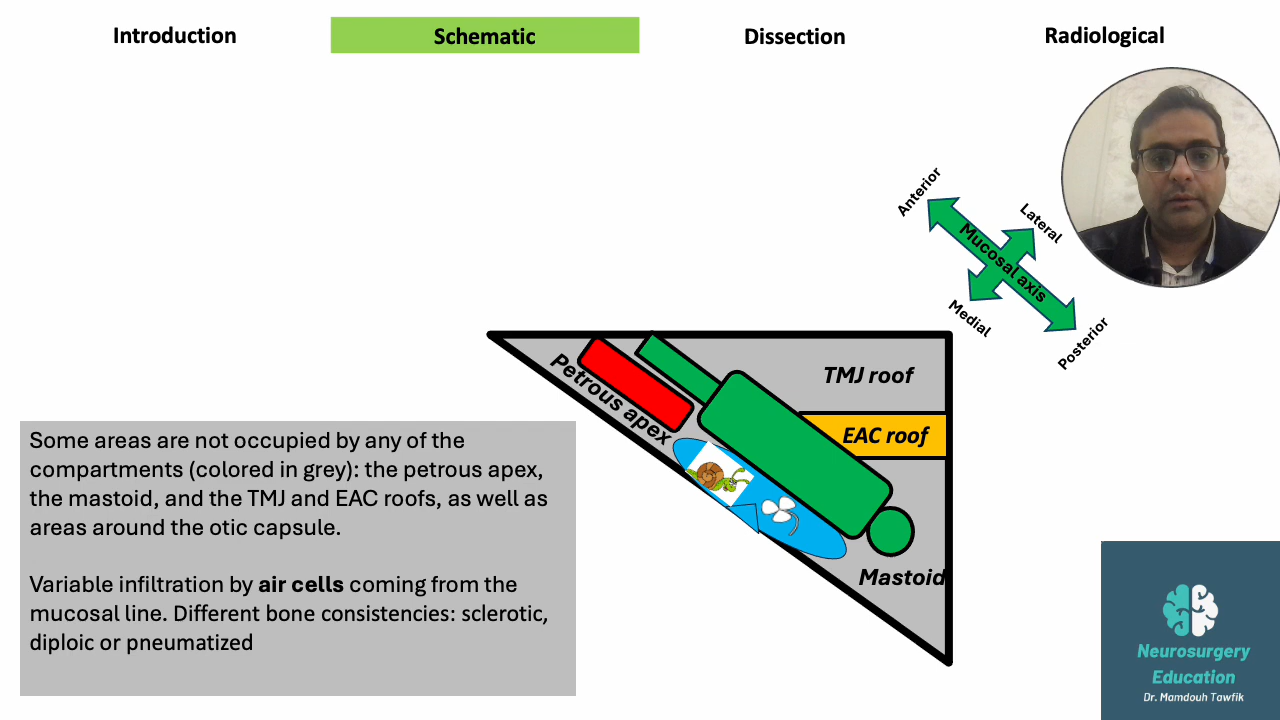 Introduction
Schematic
Dissection
Radiological
Anterior
Lateral
Mucosal axis
Medial
Posterior
TMJ roof
Petrous apex
EAC roof
Mastoid
Some areas are not occupied by any of the
compartments (colored in grey): the petrous apex,
the mastoid, and the TMJ and EAC roofs, as well as
areas around the otic capsule.
Variable infiltration by air cells coming from the
mucosal line. Different bone consistencies: sclerotic,
diploic or pneumatized
Neurosurgery
Education
Dr. Mamdouh Tawfik